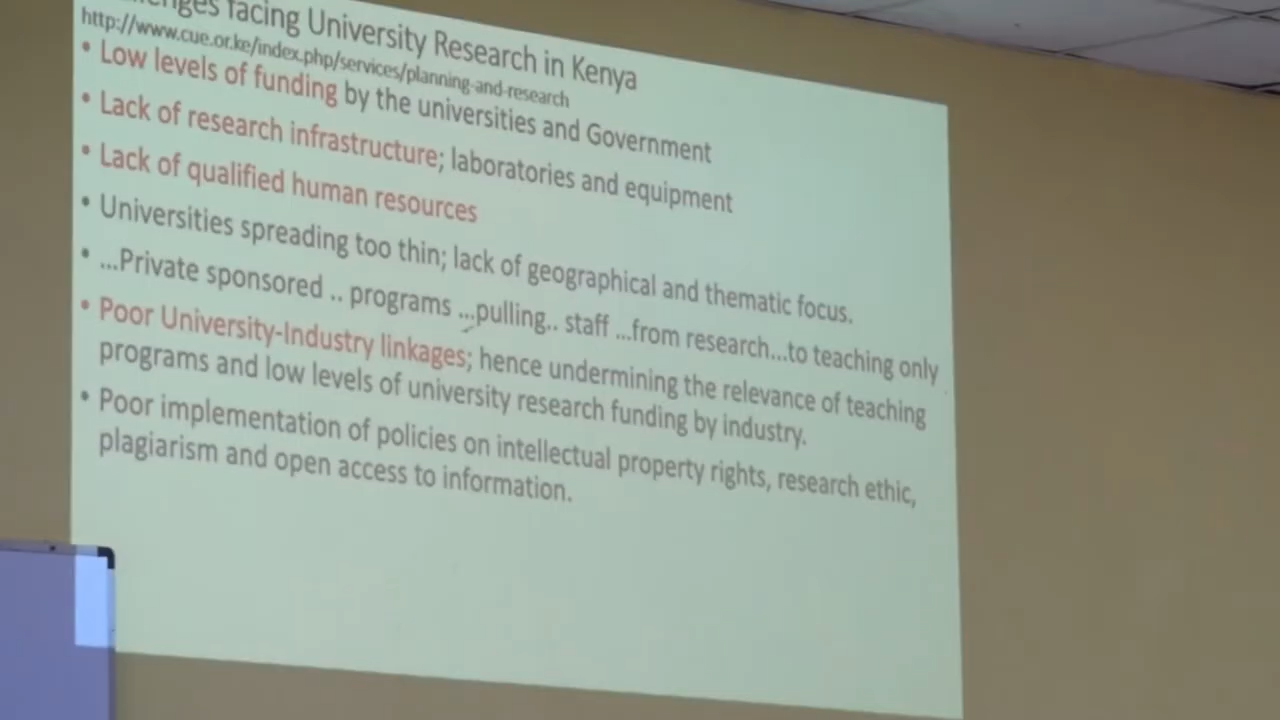 facing University Research in Kenya
http://www.cue.or.ke/index.php/services/planning-and-research
• Low levels of funding by the universities and Government
• Lack of research infrastructure; laboratories and equipment
• Lack of qualified human resources
• Universities spreading too thin; lack of geographical and thematic focus.
• ...Private sponsored .. programs ...pulling.. staff ...from research...to teaching only
• Poor University-Industry linkages; hence undermining the relevance of teaching
programs and low levels of university research funding by industry.
• Poor implementation of policies on intellectual property rights, research ethic,
plagiarism and open access to information.